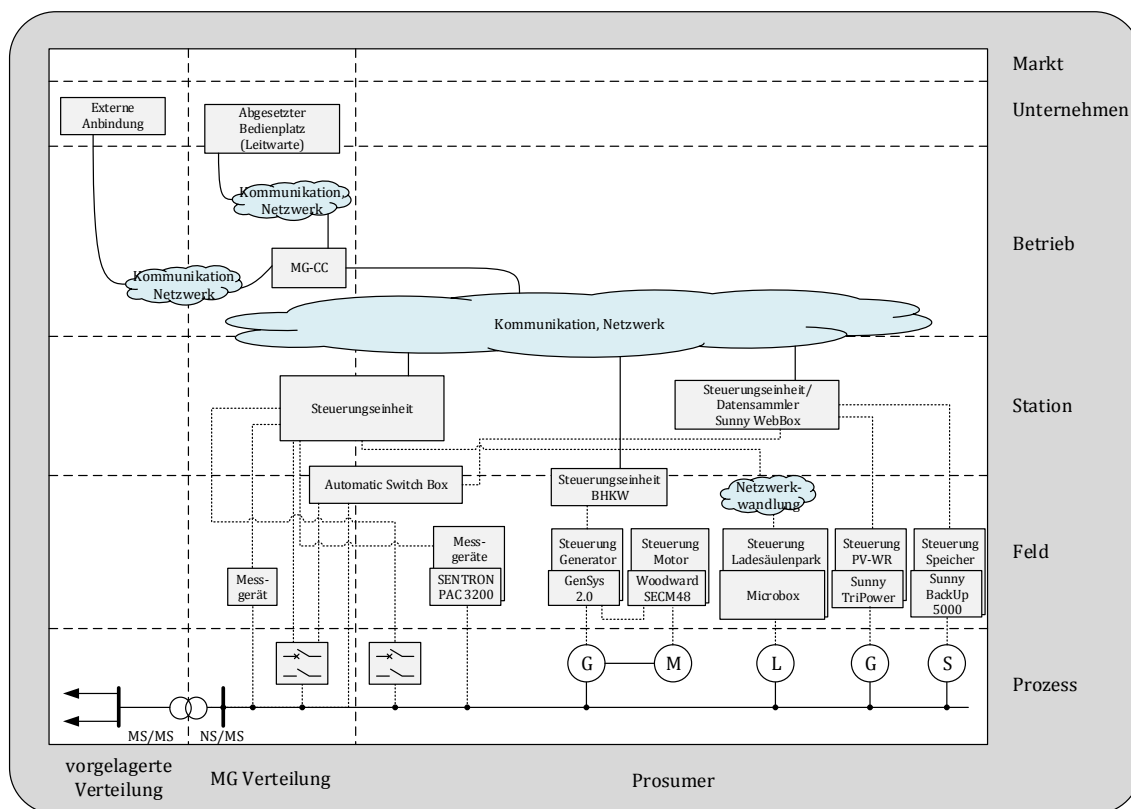 Markt
Unternehmen
Externe
Anbindung
Abgesetzter
Bedienplatz
(Leitwarte)
Kommunikation,
Netzwerk
Betrieb
MG-CC
Kommunikation
Netzwerk
Kommunikation, Netzwerk
Steuerungseinheit
Steuerungseinheit/
Datensammler
Sunny WebBox
Station
Automatic Switch Box
Steuerungseinheit
BHKW
Netzwerk-
wandlung
Mess-
geräte
SENTRON
PAC 3200
Mess-
gerät
Steuerung
Generator
GenSys
2.0
Steuerung
Motor
Woodward
SECM48
Steuerung
Ladesäulenpark
Microbox
Steuerung
PV-WR
Sunny
TriPower
Steuerung
Speicher
Sunny
BackUp
5000
Feld
G
M
L
G
S
Prozess
MS/MS
NS/MS
vorgelagerte
Verteilung
MG Verteilung
Prosumer